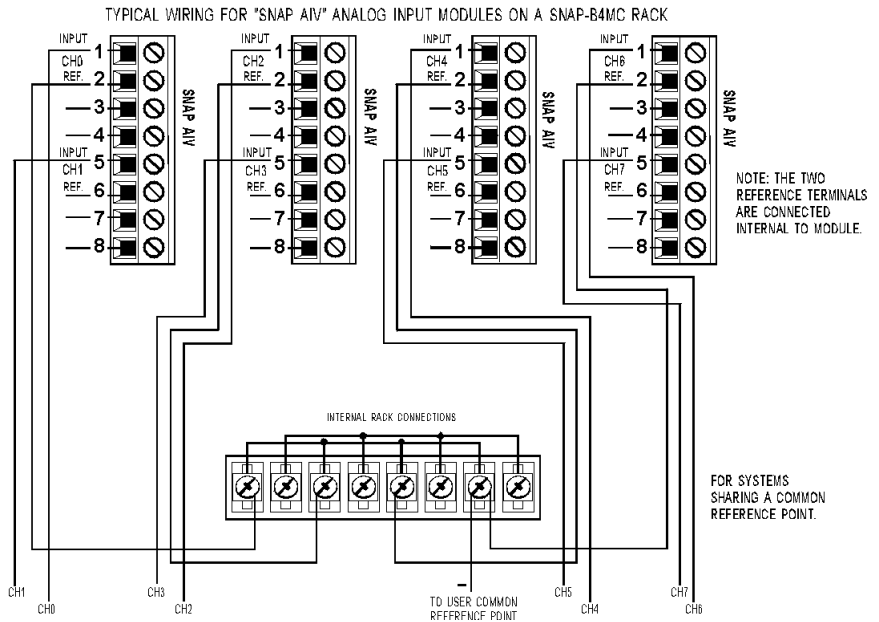 TYPICAL WIRING FOR "SNAP AIV" ANALOG INPUT MODULES ON A SNAP-B4MC RACK
INPUT 1
CH0
REF. 2
3
4
INPUT 5
CH1
REF. 6
7
8
SNAP AIV
INPUT 1
CH2
REF. 2
3
4
INPUT 5
CH3
REF. 6
7
8
SNAP AIV
INPUT 1
CH4
REF. 2
3
4
INPUT 5
CH5
REF. 6
7
8
SNAP AIV
INPUT 1
CH6
REF. 2
3
4
INPUT 5
CH7
REF. 6
7
8
SNAP AIV
NOTE: THE TWO
REFERENCE TERMINALS
ARE CONNECTED
INTERNAL TO MODULE.
INTERNAL RACK CONNECTIONS
FOR SYSTEMS
SHARING A COMMON
REFERENCE POINT.
CH1
CH0
CH3
CH2
–
TO USER COMMON
REFERENCE POINT
CH5
CH4
CH7
CH6